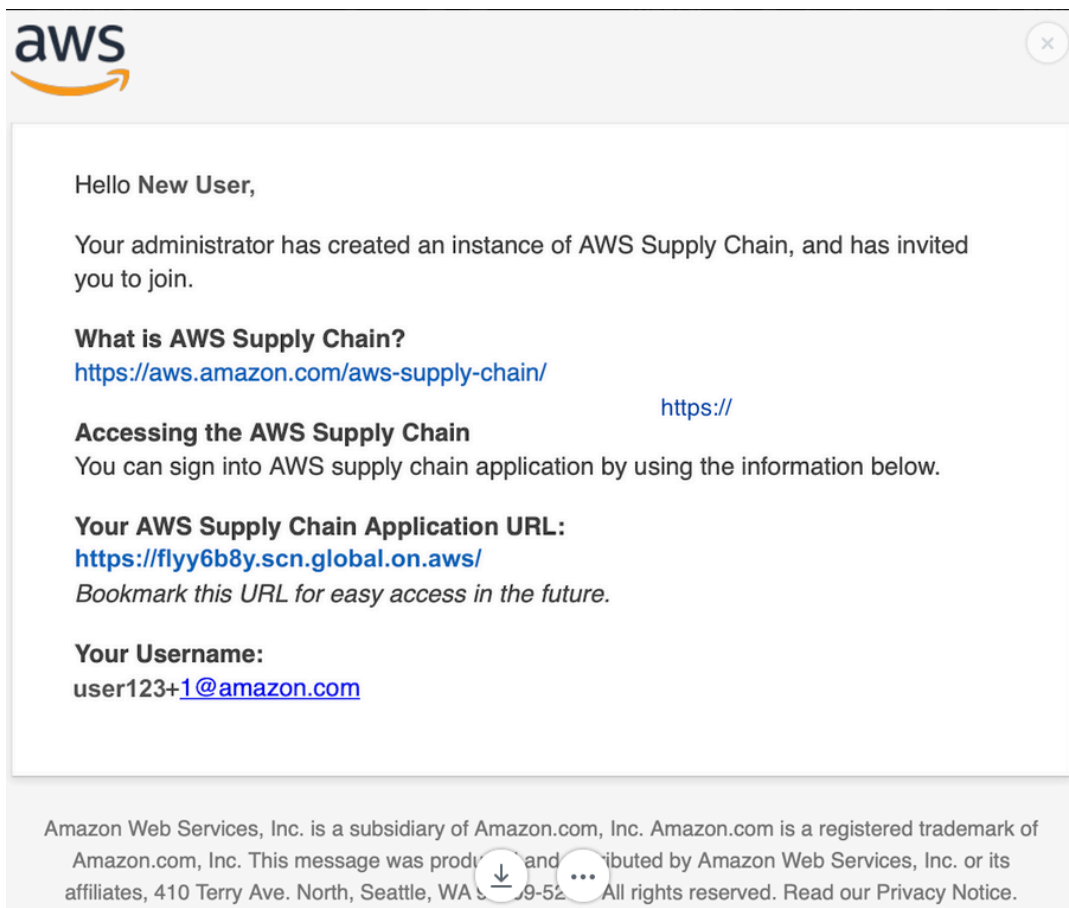 aws
Hello New User,
Your administrator has created an instance of AWS Supply Chain, and has invited
you to join.
What is AWS Supply Chain?
https://aws.amazon.com/aws-supply-chain/
https://
Accessing the AWS Supply Chain
You can sign into AWS supply chain application by using the information below.
Your AWS Supply Chain Application URL:
https://flyy6b8y.scn.global.on.aws/
Bookmark this URL for easy access in the future.
Your Username:
user123+1@amazon.com
Amazon Web Services, Inc. is a subsidiary of Amazon.com, Inc. Amazon.com is a registered trademark of
Amazon.com, Inc. This message was and by Amazon Web Services, Inc. or its
affiliates, 410 Terry Ave. North, Seattle, WA All rights reserved. Read our Privacy Notice.